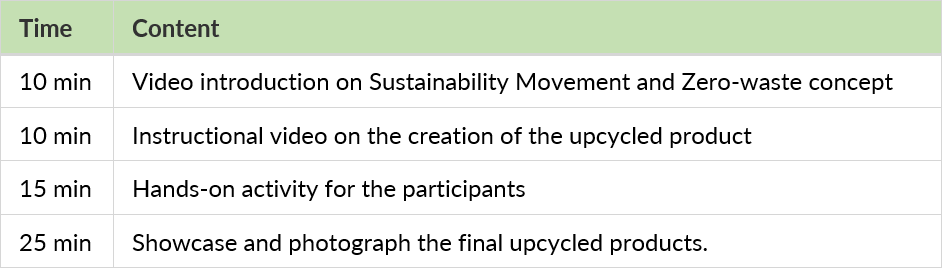 Time Content
10 min Video introduction on Sustainability Movement and Zero-waste concept
10 min Instructional video on the creation of the upcycled product
15 min Hands-on activity for the participants
25 min Showcase and photograph the final upcycled products.